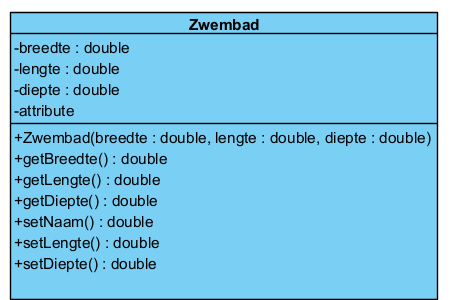 Zwembad
-breedte : double
-lengte : double
-diepte : double
-attribute
+Zwembad(breedte : double, lengte : double, diepte : double)
+getBreedte() : double
+getLengte() : double
+getDiepte() : double
+setNaam() : double
+setLengte() : double
+setDiepte() : double